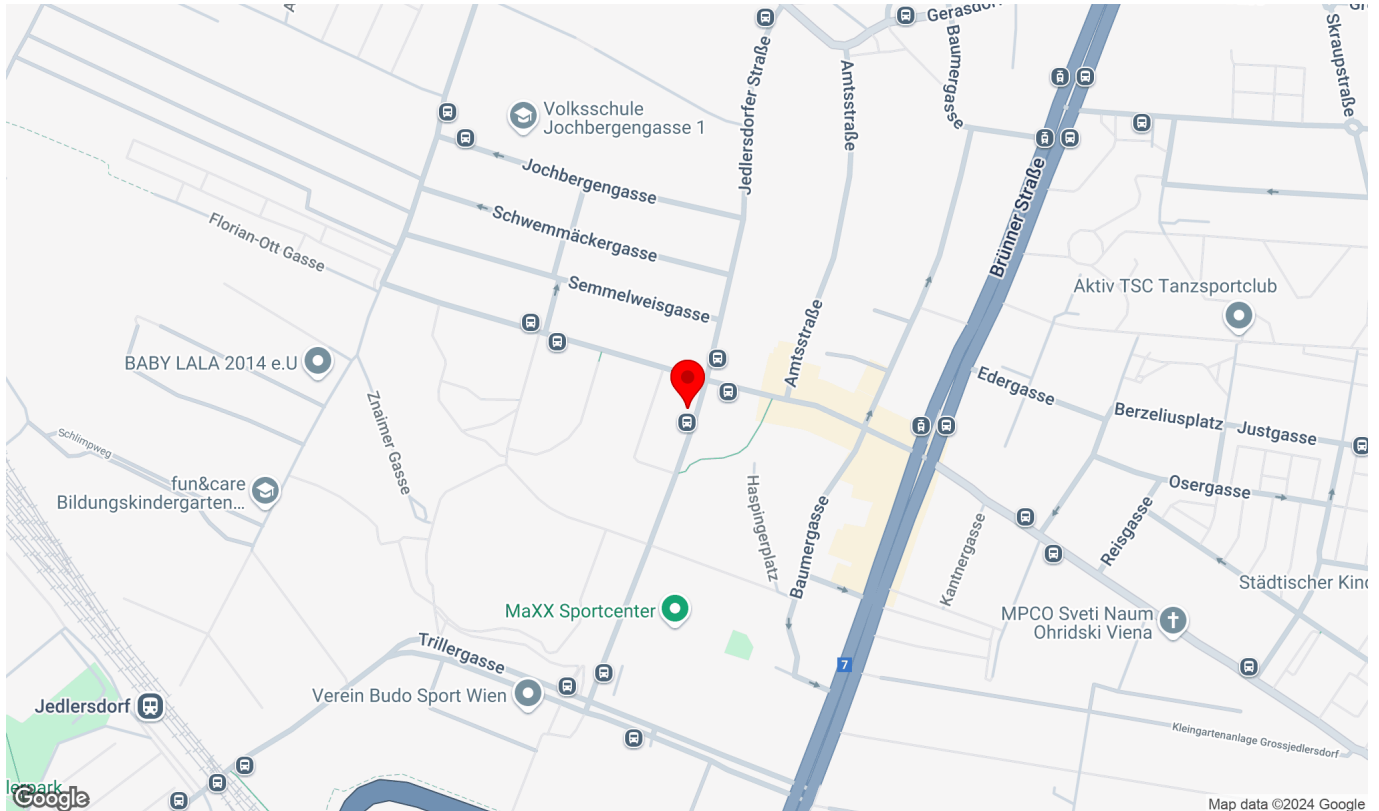 Gerasdor
Jedlersdorfer Straße
Amtsstraße
Baumergasse
Skraupstraße
Volksschule
Jochbergengasse 1
Jochbergengasse
Schwemmäckergasse
Semmelweisgasse
Florian-Ott Gasse
Brünner Straße
Aktiv TSC Tanzsportclub
BABY LALA 2014 e.U
Amtsstraße
Edergasse
Berzeliusplatz
Justgasse
Znaimer Gasse
Schlimpweg
fun&care
Bildungskindergarten...
Haspingerplatz
Osergasse
Reisgasse
Baumergasse
Kantnergasse
Städtischer Kind
MaXX Sportcenter
MPCO Sveti Naum
Ohridski Viena
Trillergasse
7
Verein Budo Sport Wien
Jedlersdorf
Kleingartenanlage Grossjedlersdorf
lerpark
Google
Map data ©2024 Google